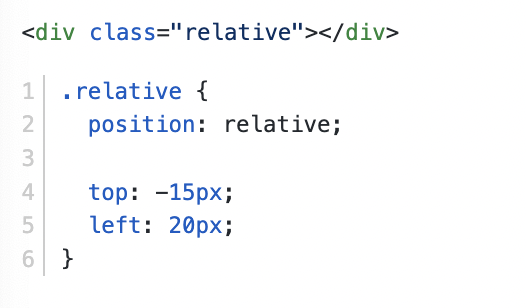 <div class="relative"></div>
1 .relative {
2   position: relative;
3
4   top: -15px;
5   left: 20px;
6 }